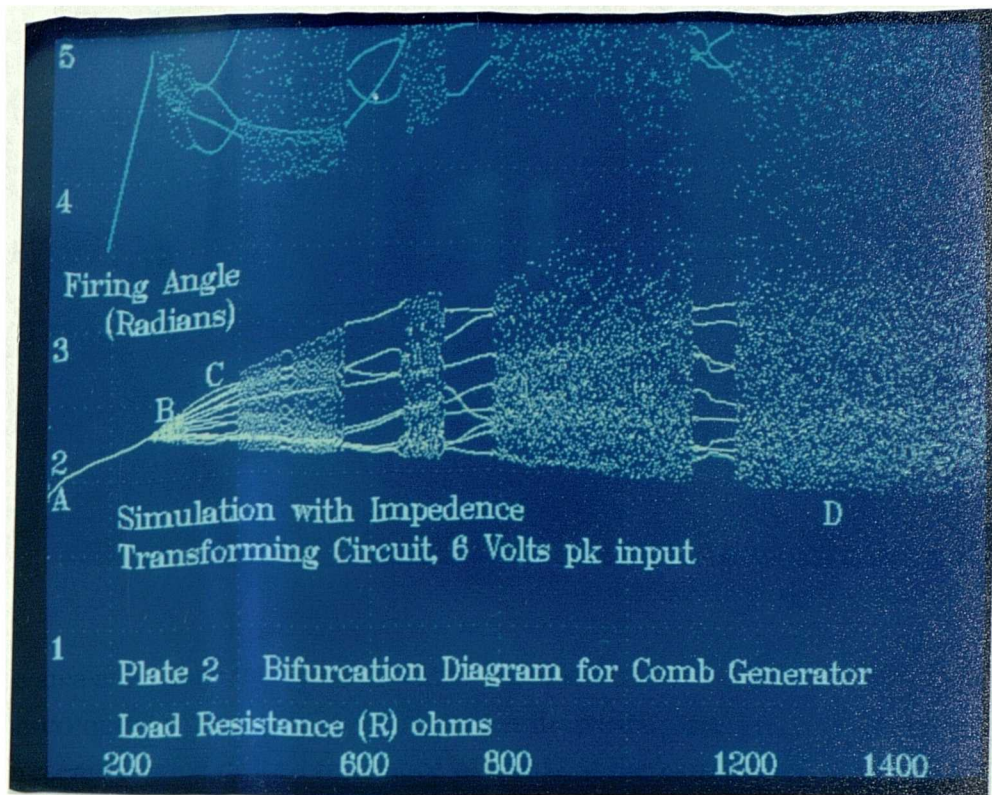 5
4
Firing Angle
(Radians)
3
C
B
2
A
Simulation with Impedence
D
Transforming Circuit, 6 Volts pk input
1
Plate 2 Bifurcation Diagram for Comb Generator
Load Resistance (R) ohms
200 600 800 1200 1400